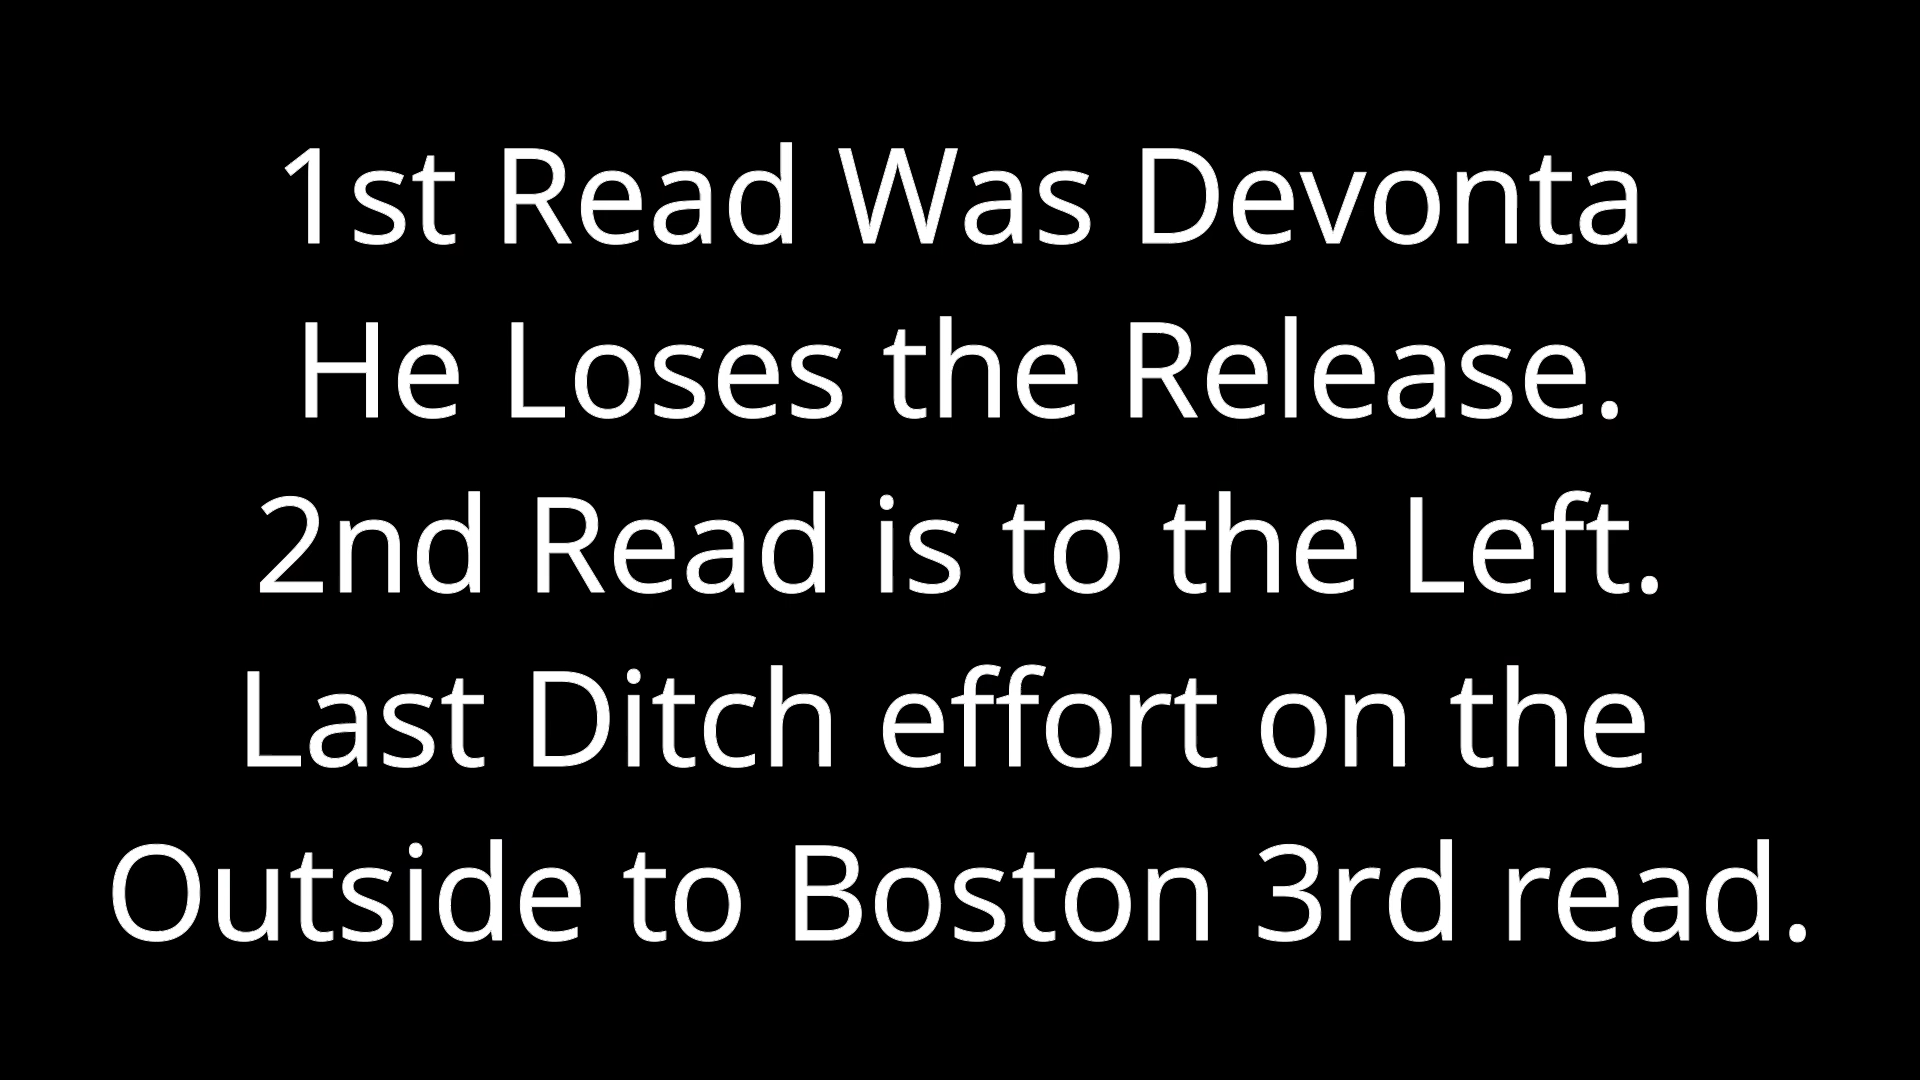 1st Read Was Devonta
He Loses the Release.
2nd Read is to the Left.
Last Ditch effort on the
Outside to Boston 3rd read.